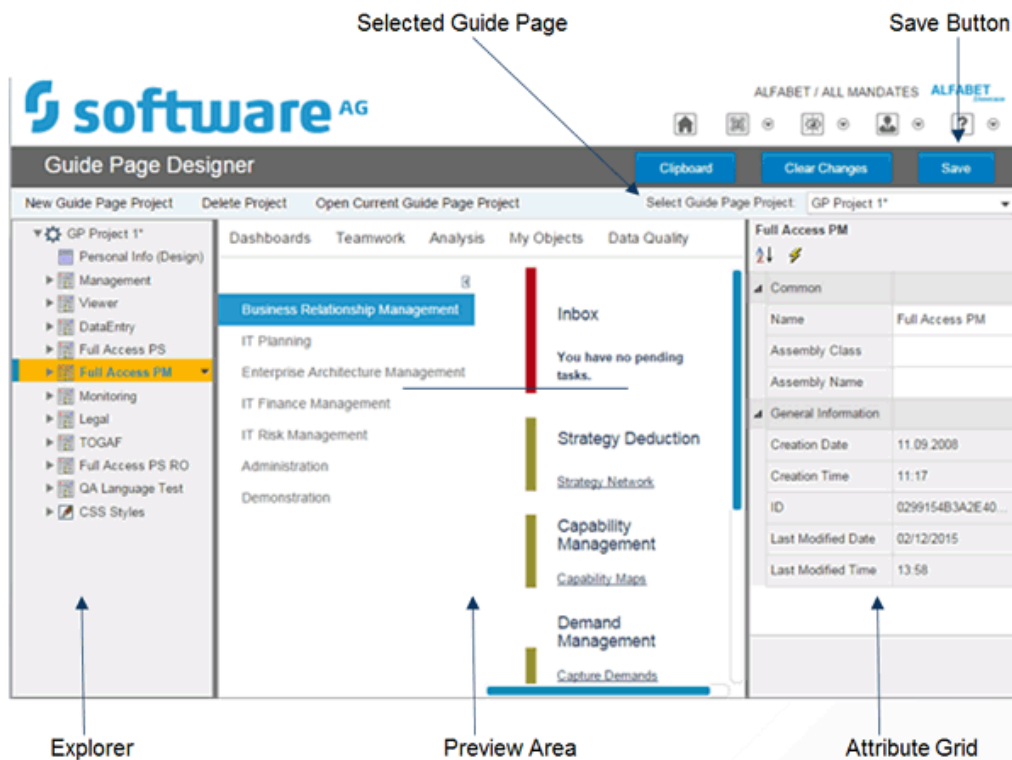 Selected Guide Page
Save Button
software AG
ALFABET / ALL MANDATES ALFABET
?
Guide Page Designer
Clipboard
Clear Changes
Save
New Guide Page Project
Delete Project
Open Current Guide Page Project
Select Guide Page Project:
GP Project 1*
GP Project 1*
Personal Info (Design)
Management
Viewer
DataEntry
Full Access PS
Full Access PM
Monitoring
Legal
TOGAF
Full Access PS RO
QA Language Test
CSS Styles
Dashboards Teamwork Analysis My Objects Data Quality
Business Relationship Management
IT Planning
Enterprise Architecture Management
IT Finance Management
IT Risk Management
Administration
Demonstration
Inbox
You have no pending
tasks.
Strategy Deduction
Strategy Network
Capability
Management
Capability Maps
Demand
Management
Capture Demands
Full Access PM
Common
Name Full Access PM
Assembly Class
Assembly Name
General Information
Creation Date 11.09.2008
Creation Time 11:17
ID 0299154B3A2E40...
Last Modified Date 02/12/2015
Last Modified Time 13:58
Explorer
Preview Area
Attribute Grid